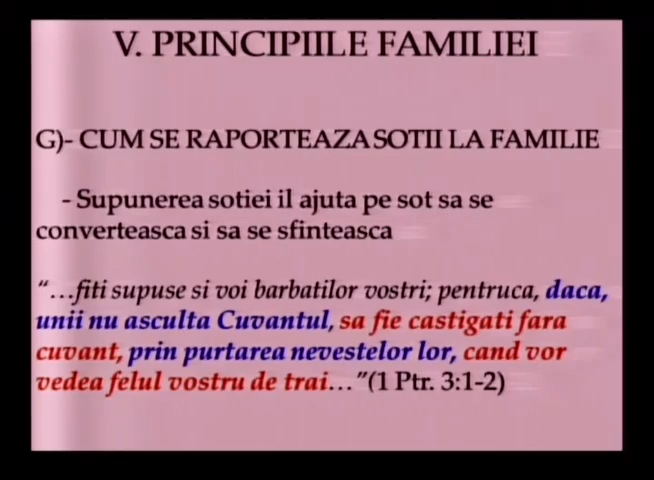 V. PRINCIPIILE FAMILIEI
G)- CUM SE RAPORTEAZA SOTII LA FAMILIE
- Supunerea sotiei il ajuta pe sot sa se
converteasca si sa se sfinteasca
“…fiti supuse si voi barbatilor vostri; pentruca, daca,
unii nu asculta Cuvantul, sa fie castigati fara
cuvant, prin purtarea nevestelor lor, cand vor
vedea felul vostru de trai…”(1 Ptr. 3:1-2)